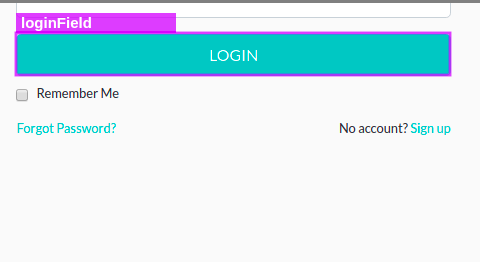 loginField
LOGIN
Remember Me
Forgot Password?
No account? Sign up